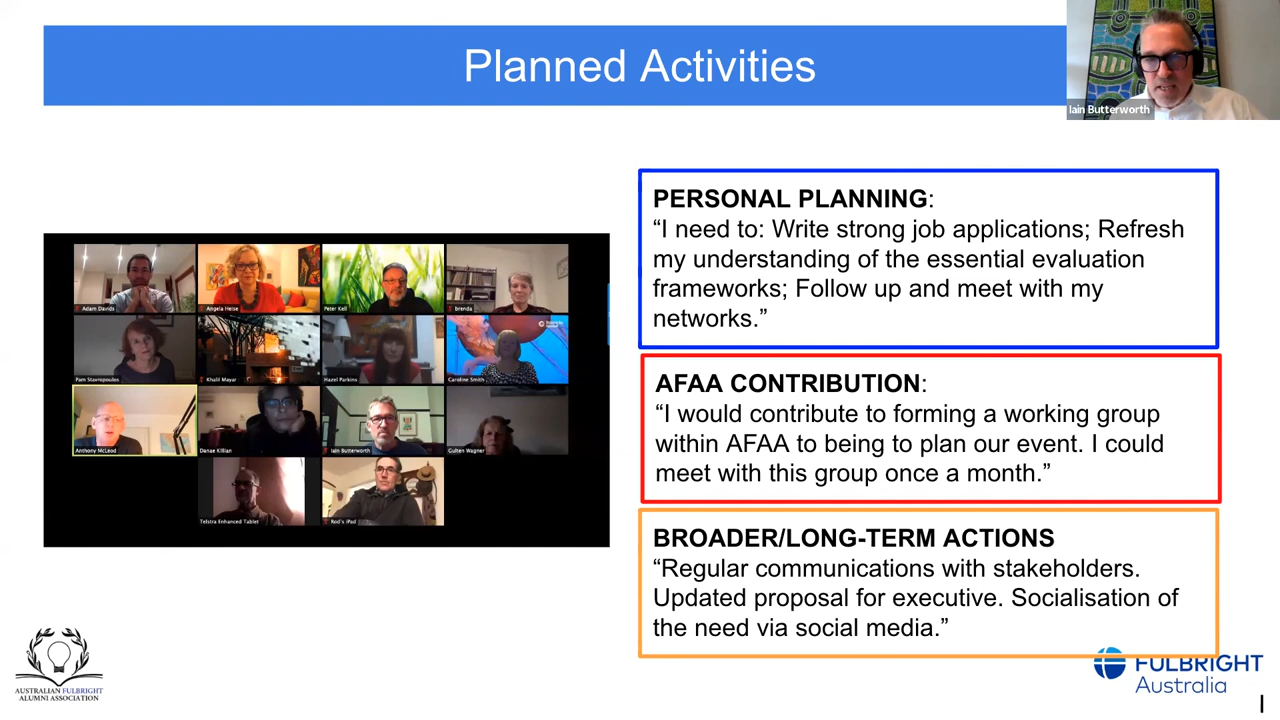 Planned Activities
Iain Butterworth
PERSONAL PLANNING:
“I need to: Write strong job applications; Refresh
my understanding of the essential evaluation
frameworks; Follow up and meet with my
networks.”
AFAA CONTRIBUTION:
“I would contribute to forming a working group
within AFAA to being to plan our event. I could
meet with this group once a month.”
BROADER/LONG-TERM ACTIONS
“Regular communications with stakeholders.
Updated proposal for executive. Socialisation of
the need via social media.”
Adam Davids
Angela Heise
Peter Kell
brenda
Pam Stavropoulos
Khalil Mayar
Hazel Parkins
Caroline Smith
Anthony McLeod
Danae Killian
Iain Butterworth
Gulten Wagner
Telstra Enhanced Tablet
Rod's iPad
AUSTRALIAN FULBRIGHT
ALUMNI ASSOCIATION
FULBRIGHT
Australia